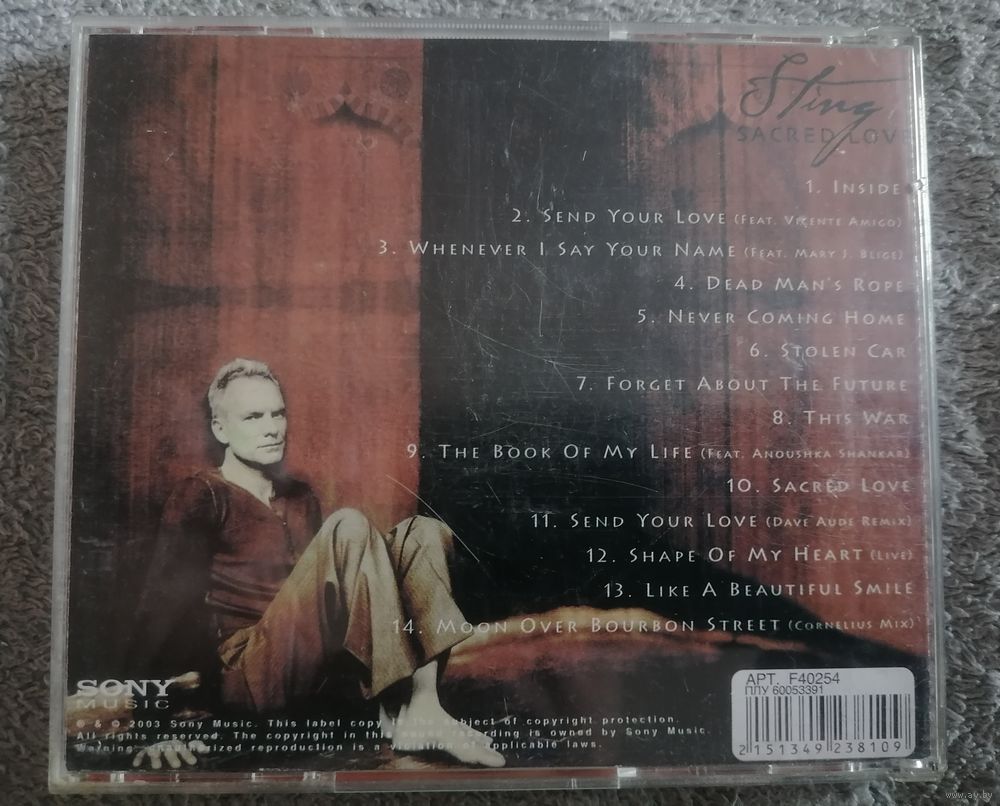 Sting
SACRED LOVE
1. INSIDE
2. SEND YOUR LOVE (FEAT. VICENTE AMIGO)
3. WHENEVER I SAY YOUR NAME (FEAT. MARY J. BLIGE)
4. DEAD MAN'S ROPE
5. NEVER COMING HOME
6. STOLEN CAR
7. FORGET ABOUT THE FUTURE
8. THIS WAR
9. THE BOOK OF MY LIFE (FEAT. ANOUSHKA SHANKAR)
10. SACRED LOVE
11. SEND YOUR LOVE (DAVE AUDE REMIX)
12. SHAPE OF MY HEART (LIVE)
13. LIKE A BEAUTIFUL SMILE
14. MOON OVER BOURBON STREET (CORNELIUS MIX)
SONY
MUSIC
℗ & © 2003 Sony Music. This label copy is the subject of copyright protection.
All rights reserved. The copyright in this sound recording is owned by Sony Music.
Warning: unauthorized reproduction is a violation of applicable laws.
АРТ. F40254
ППУ 60053391
2 151349 238109
www.ay.by